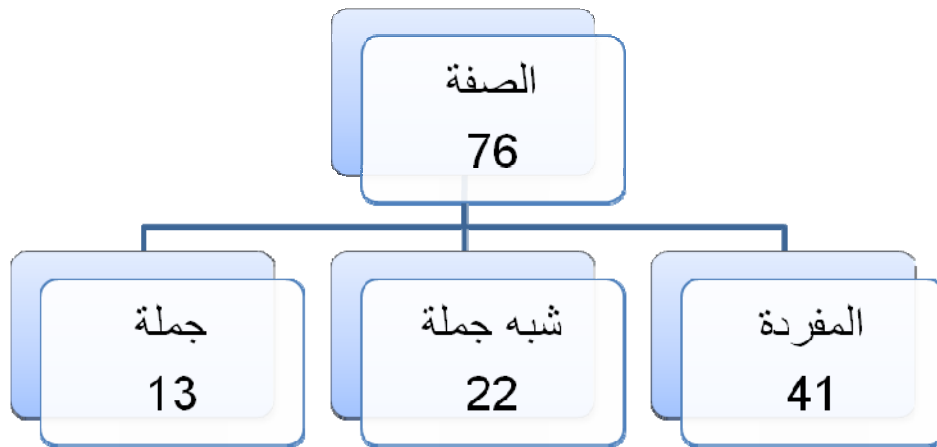 الصفة
76
المفردة
41
شبه جملة
22
جملة
13